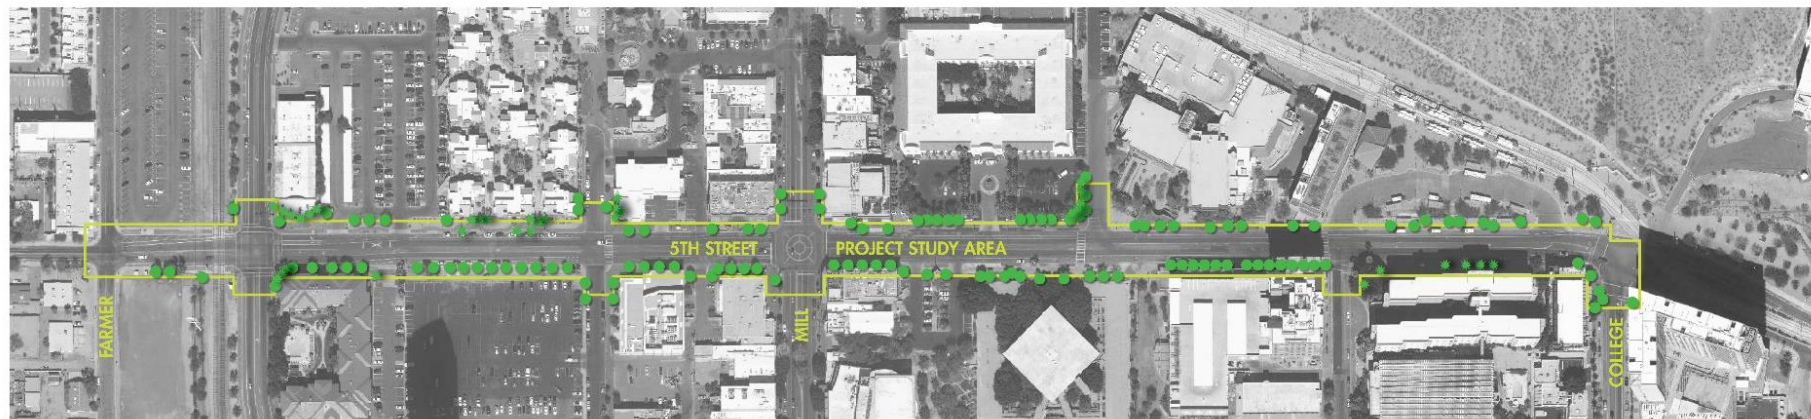 5TH STREET
PROJECT STUDY AREA
FARMER
MILL
COLLEGE